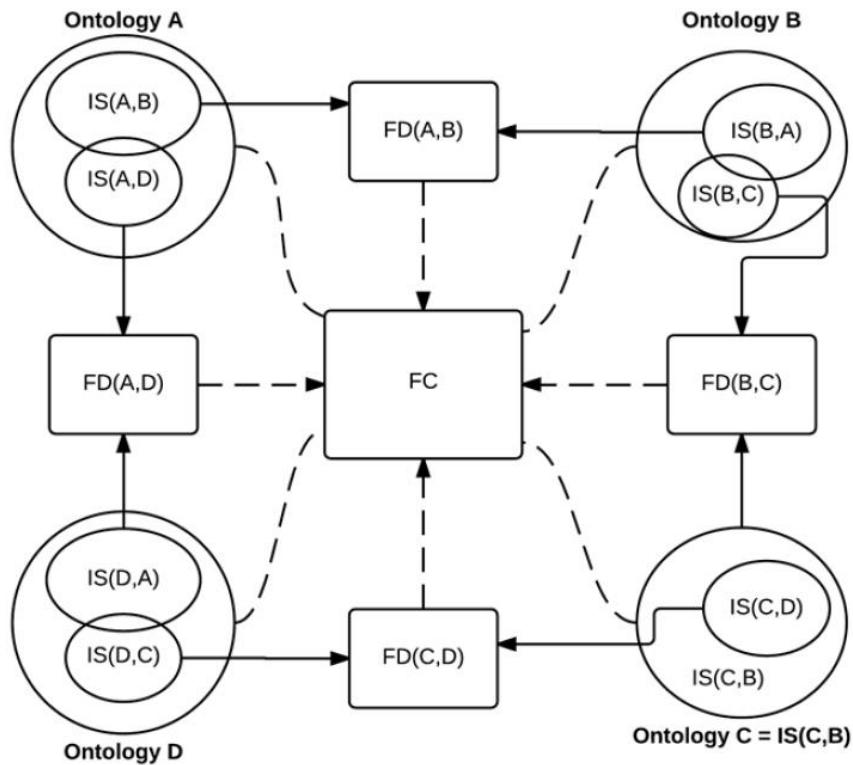 Ontology A
Ontology B
IS(A,B)
FD(A,B)
IS(B,A)
IS(A,D)
IS(B,C)
FD(A,D)
FC
FD(B,C)
IS(D,A)
IS(C,D)
IS(D,C)
FD(C,D)
IS(C,B)
Ontology D
Ontology C = IS(C,B)